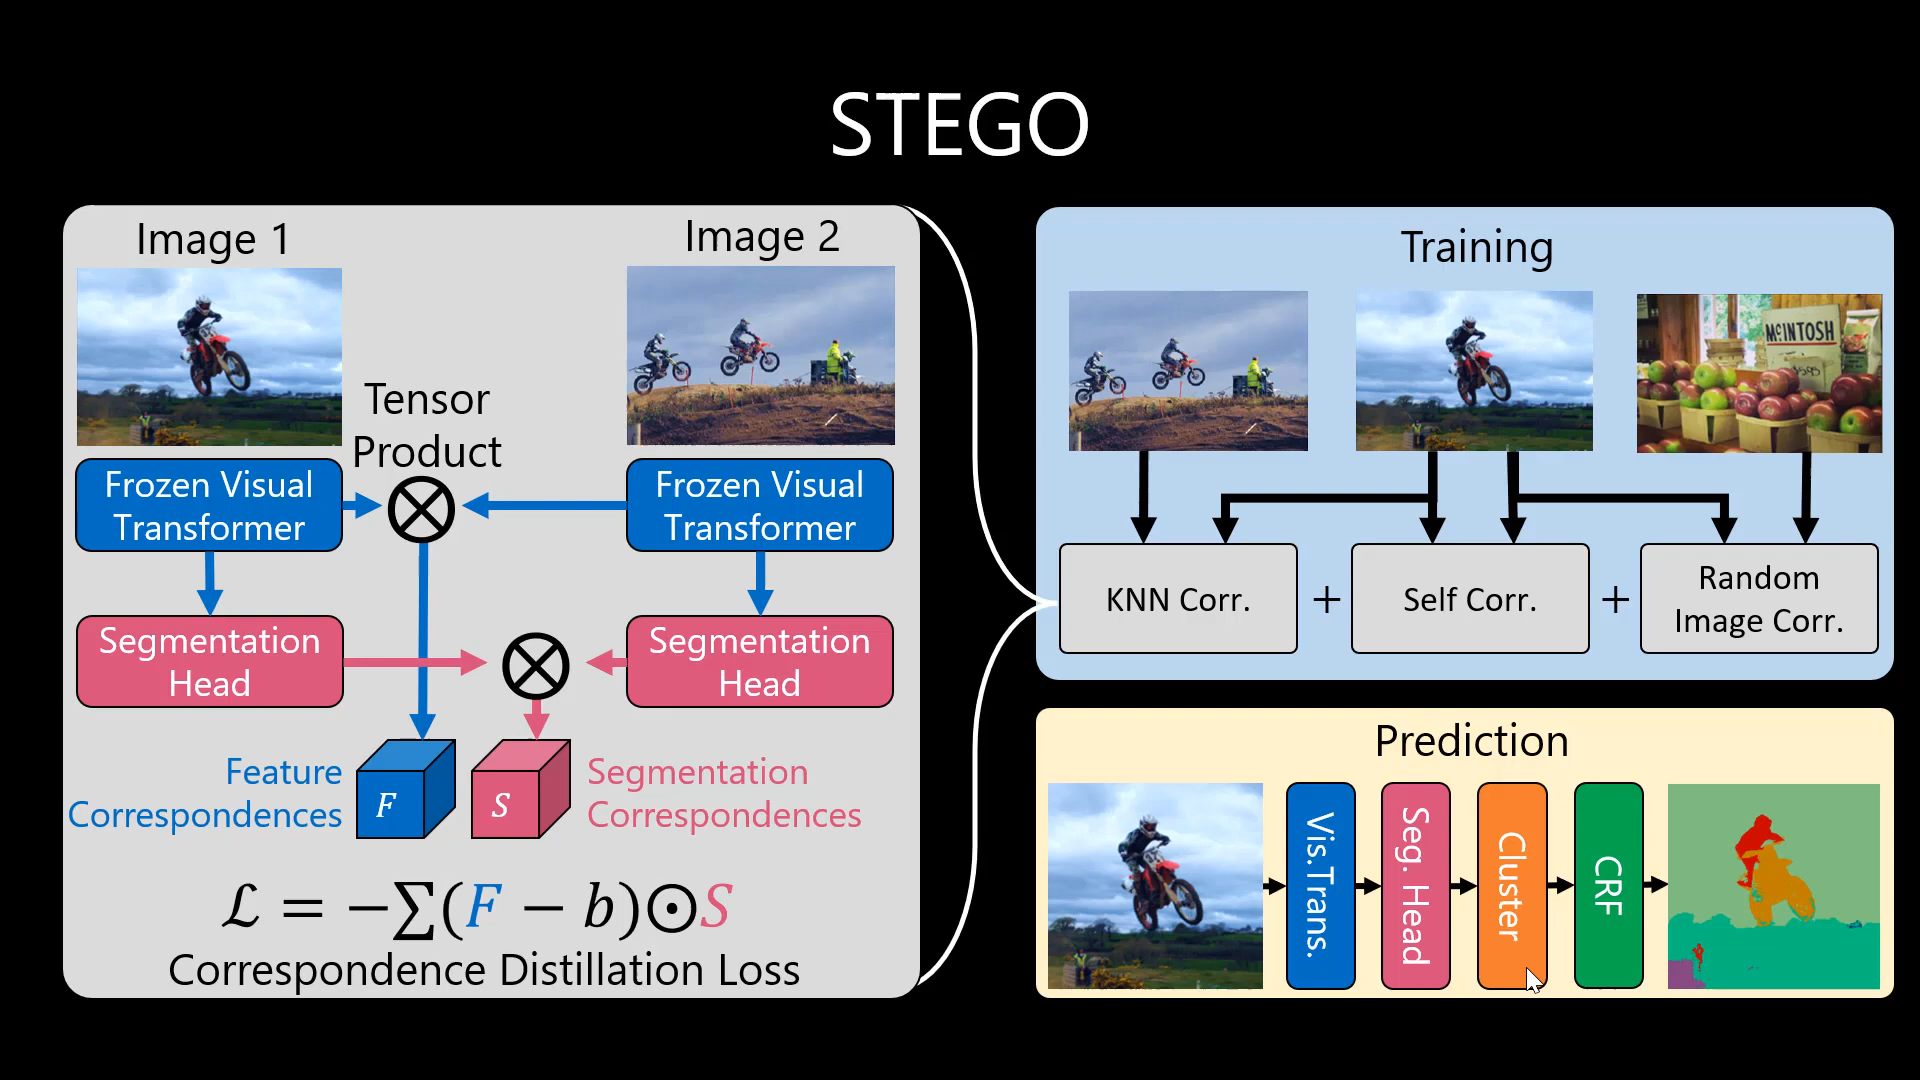 STEGO
Image 1
Image 2
Tensor
Product
Frozen Visual
Transformer
Frozen Visual
Transformer
Segmentation
Head
Segmentation
Head
Feature
Correspondences
F
S
Segmentation
Correspondences
ℒ = −∑(F − b)⊙S
Correspondence Distillation Loss
Training
McINTOSH
KNN Corr.
+
Self Corr.
+
Random
Image Corr.
Prediction
Vis.Trans.
Seg. Head
Cluster
CRF